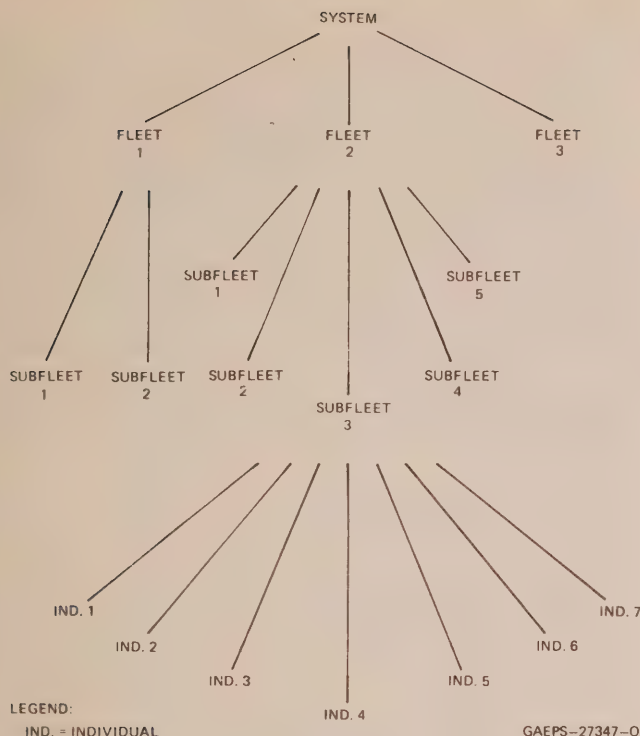 SYSTEM
FLEET
1
FLEET
2
FLEET
3
SUBFLEET
1
SUBFLEET
5
SUBFLEET
1
SUBFLEET
2
SUBFLEET
2
SUBFLEET
4
SUBFLEET
3
IND. 1
IND. 7
IND. 2
IND. 6
IND. 3
IND. 5
IND. 4
LEGEND:
IND. = INDIVIDUAL
GAEPS-27347-O